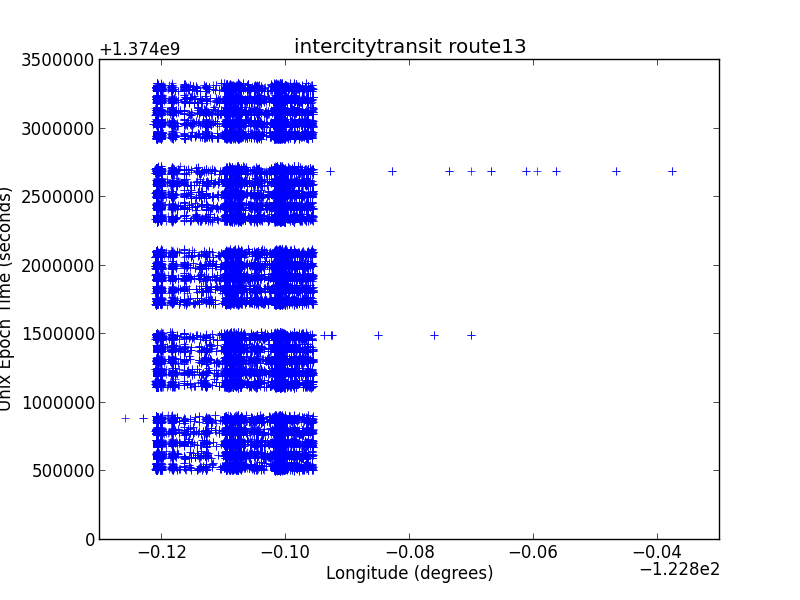 intercitytransit route13
+1.374e9
3500000
3000000
2500000
2000000
1500000
1000000
500000
0
Unix Epoch Time (seconds)
−0.12
−0.10
−0.08
−0.06
−0.04
−1.228e2
Longitude (degrees)